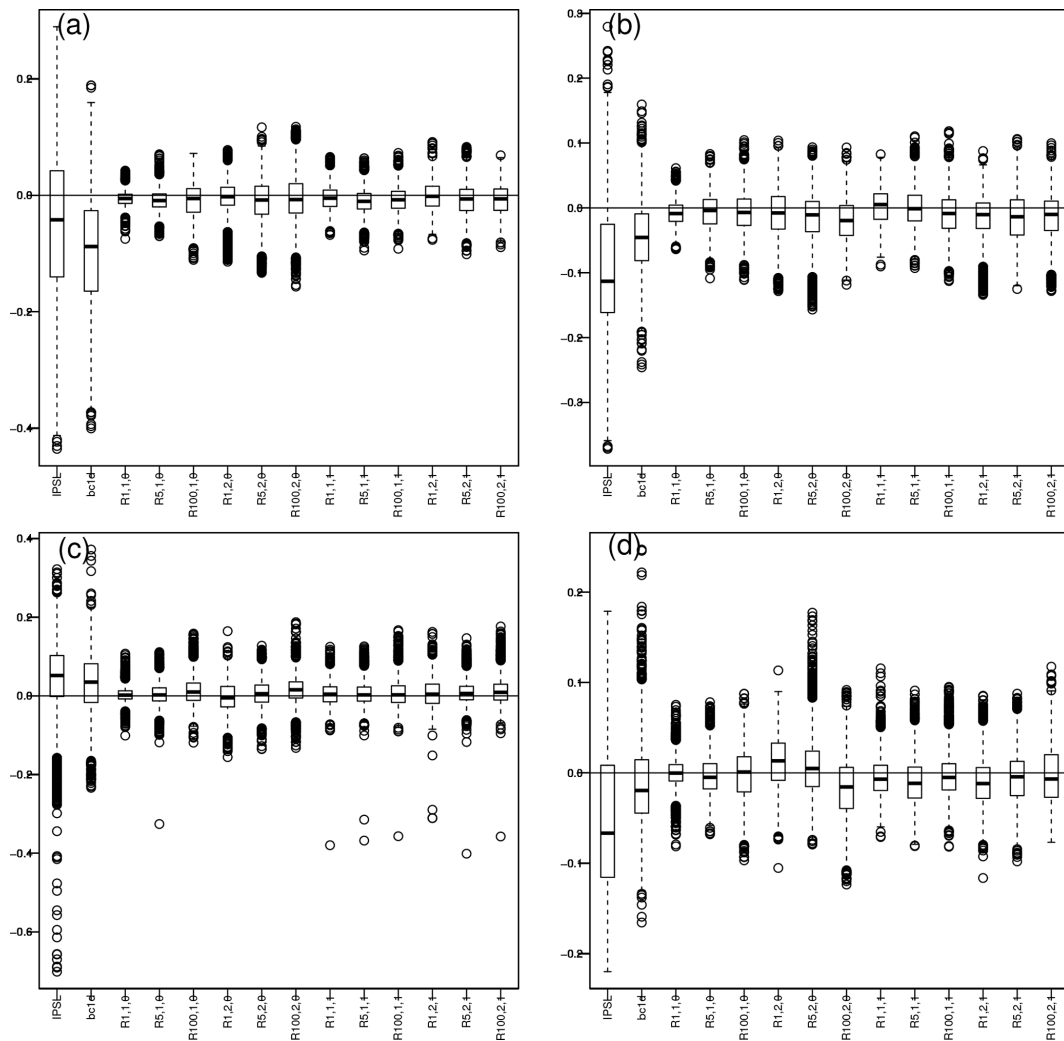 (a)
0.2
0.0
−0.2
−0.4
IPSL
bc1d
R1,1,0
R5,1,0
R100,1,0
R1,2,0
R5,2,0
R100,2,0
R1,1,1
R5,1,1
R100,1,1
R1,2,1
R5,2,1
R100,2,1
(b)
0.3
0.2
0.1
0.0
−0.1
−0.2
−0.3
IPSL
bc1d
R1,1,0
R5,1,0
R100,1,0
R1,2,0
R5,2,0
R100,2,0
R1,1,1
R5,1,1
R100,1,1
R1,2,1
R5,2,1
R100,2,1
(c)
0.4
0.2
0.0
−0.2
−0.4
−0.6
IPSL
bc1d
R1,1,0
R5,1,0
R100,1,0
R1,2,0
R5,2,0
R100,2,0
R1,1,1
R5,1,1
R100,1,1
R1,2,1
R5,2,1
R100,2,1
(d)
0.2
0.1
0.0
−0.1
−0.2
IPSL
bc1d
R1,1,0
R5,1,0
R100,1,0
R1,2,0
R5,2,0
R100,2,0
R1,1,1
R5,1,1
R100,1,1
R1,2,1
R5,2,1
R100,2,1